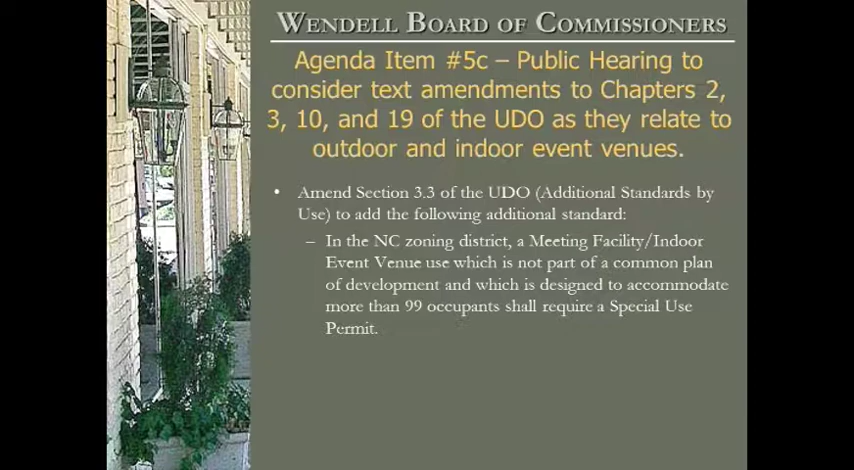 WENDELL BOARD OF COMMISSIONERS
Agenda Item #5c – Public Hearing to
consider text amendments to Chapters 2,
3, 10, and 19 of the UDO as they relate to
outdoor and indoor event venues.
• Amend Section 3.3 of the UDO (Additional Standards by
Use) to add the following additional standard:
– In the NC zoning district, a Meeting Facility/Indoor
Event Venue use which is not part of a common plan
of development and which is designed to accommodate
more than 99 occupants shall require a Special Use
Permit.